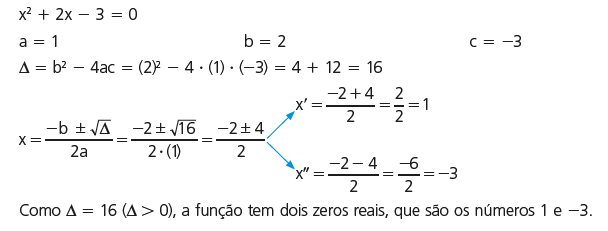 x² + 2x − 3 = 0
a = 1 b = 2 c = −3
Δ = b² − 4ac = (2)² − 4 · (1) · (−3) = 4 + 12 = 16
x = (−b ± √Δ)/(2a) = (−2 ± √16)/(2 · (1)) = (−2 ± 4)/2
x′ = (−2 + 4)/2 = 2/2 = 1
x″ = (−2 − 4)/2 = −6/2 = −3
Como Δ = 16 (Δ > 0), a função tem dois zeros reais, que são os números 1 e −3.